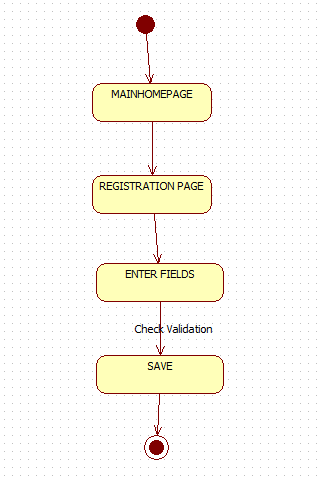 MAINHOMEPAGE
REGISTRATION PAGE
ENTER FIELDS
Check Validation
SAVE